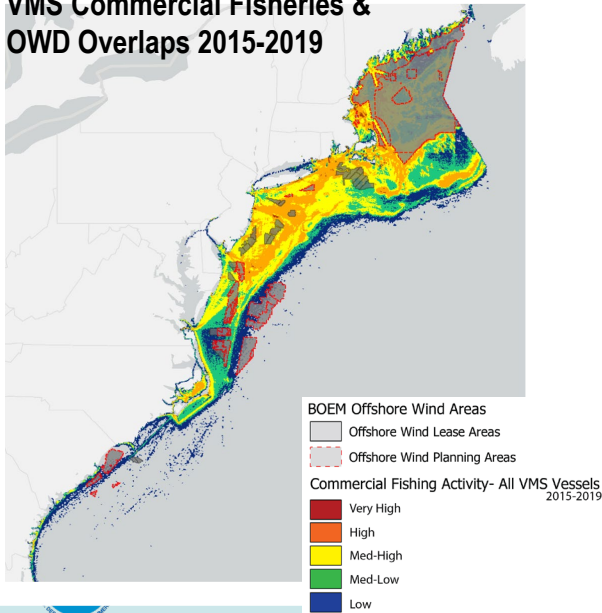 VMS Commercial Fisheries &
OWD Overlaps 2015-2019
BOEM Offshore Wind Areas
Offshore Wind Lease Areas
Offshore Wind Planning Areas
Commercial Fishing Activity- All VMS Vessels
2015-2019
Very High
High
Med-High
Med-Low
Low